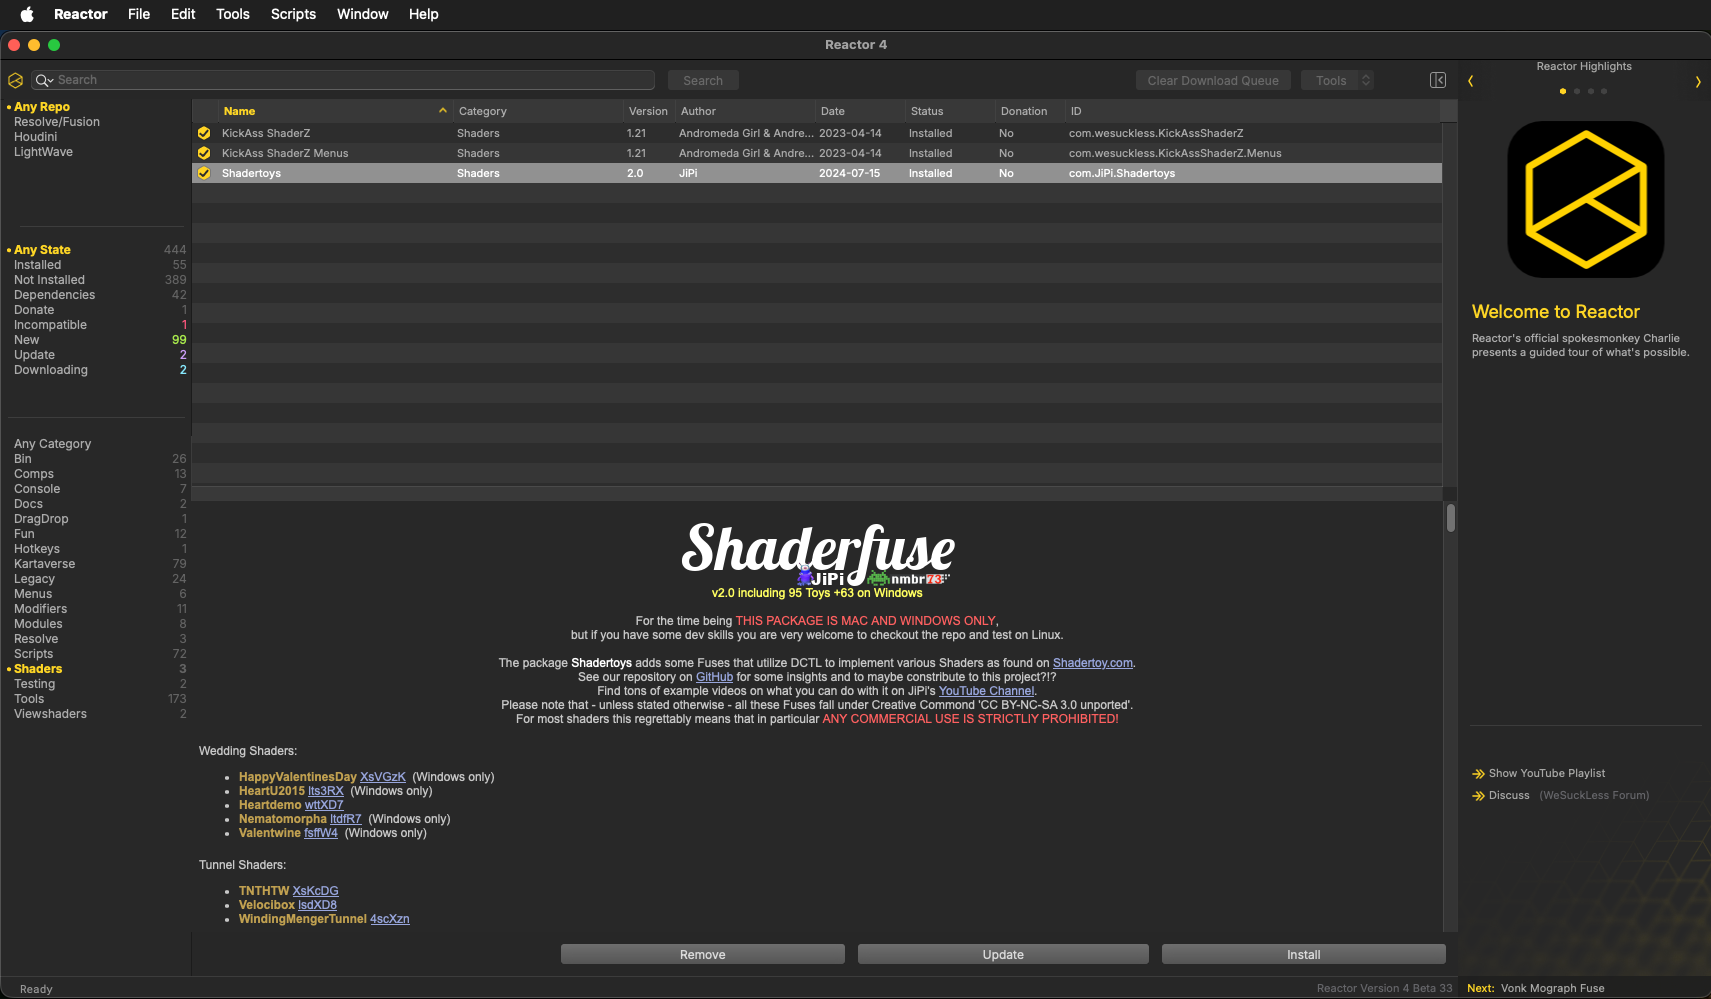 Reactor File Edit Tools Scripts Window Help
Reactor 4
Search
Search
Clear Download Queue
Tools
Reactor Highlights
• Any Repo
Resolve/Fusion
Houdini
LightWave
• Any State 444
Installed 55
Not Installed 389
Dependencies 42
Donate 1
Incompatible 1
New 99
Update 2
Downloading 2
Any Category
Bin 26
Comps 13
Console 7
Docs 2
DragDrop 1
Fun 12
Hotkeys 1
Kartaverse 79
Legacy 24
Menus 6
Modifiers 11
Modules 8
Resolve 3
Scripts 72
• Shaders 3
Testing 2
Tools 173
Viewshaders 2
Name Category Version Author Date Status Donation ID
KickAss ShaderZ Shaders 1.21 Andromeda Girl & Andre... 2023-04-14 Installed No com.wesuckless.KickAssShaderZ
KickAss ShaderZ Menus Shaders 1.21 Andromeda Girl & Andre... 2023-04-14 Installed No com.wesuckless.KickAssShaderZ.Menus
Shadertoys Shaders 2.0 JiPi 2024-07-15 Installed No com.JiPi.Shadertoys
Shaderfuse
JiPi nmbr73
v2.0 including 95 Toys +63 on Windows
For the time being THIS PACKAGE IS MAC AND WINDOWS ONLY,
but if you have some dev skills you are very welcome to checkout the repo and test on Linux.
The package Shadertoys adds some Fuses that utilize DCTL to implement various Shaders as found on Shadertoy.com.
See our repository on GitHub for some insights and to maybe contribute to this project?!?
Find tons of example videos on what you can do with it on JiPi's YouTube Channel.
Please note that - unless stated otherwise - all these Fuses fall under Creative Commond 'CC BY-NC-SA 3.0 unported'.
For most shaders this regrettably means that in particular ANY COMMERCIAL USE IS STRICTLIY PROHIBITED!
Wedding Shaders:
• HappyValentinesDay XsVGzK (Windows only)
• HeartU2015 lts3RX (Windows only)
• Heartdemo wttXD7
• Nematomorpha ltdfR7 (Windows only)
• Valentwine fsffW4 (Windows only)
Tunnel Shaders:
• TNTHTW XsKcDG
• Velocibox lsdXD8
• WindingMengerTunnel 4scXzn
Remove
Update
Install
Welcome to Reactor
Reactor's official spokesmonkey Charlie
presents a guided tour of what's possible.
Show YouTube Playlist
Discuss (WeSuckLess Forum)
Ready
Reactor Version 4 Beta 33
Next: Vonk Mograph Fuse